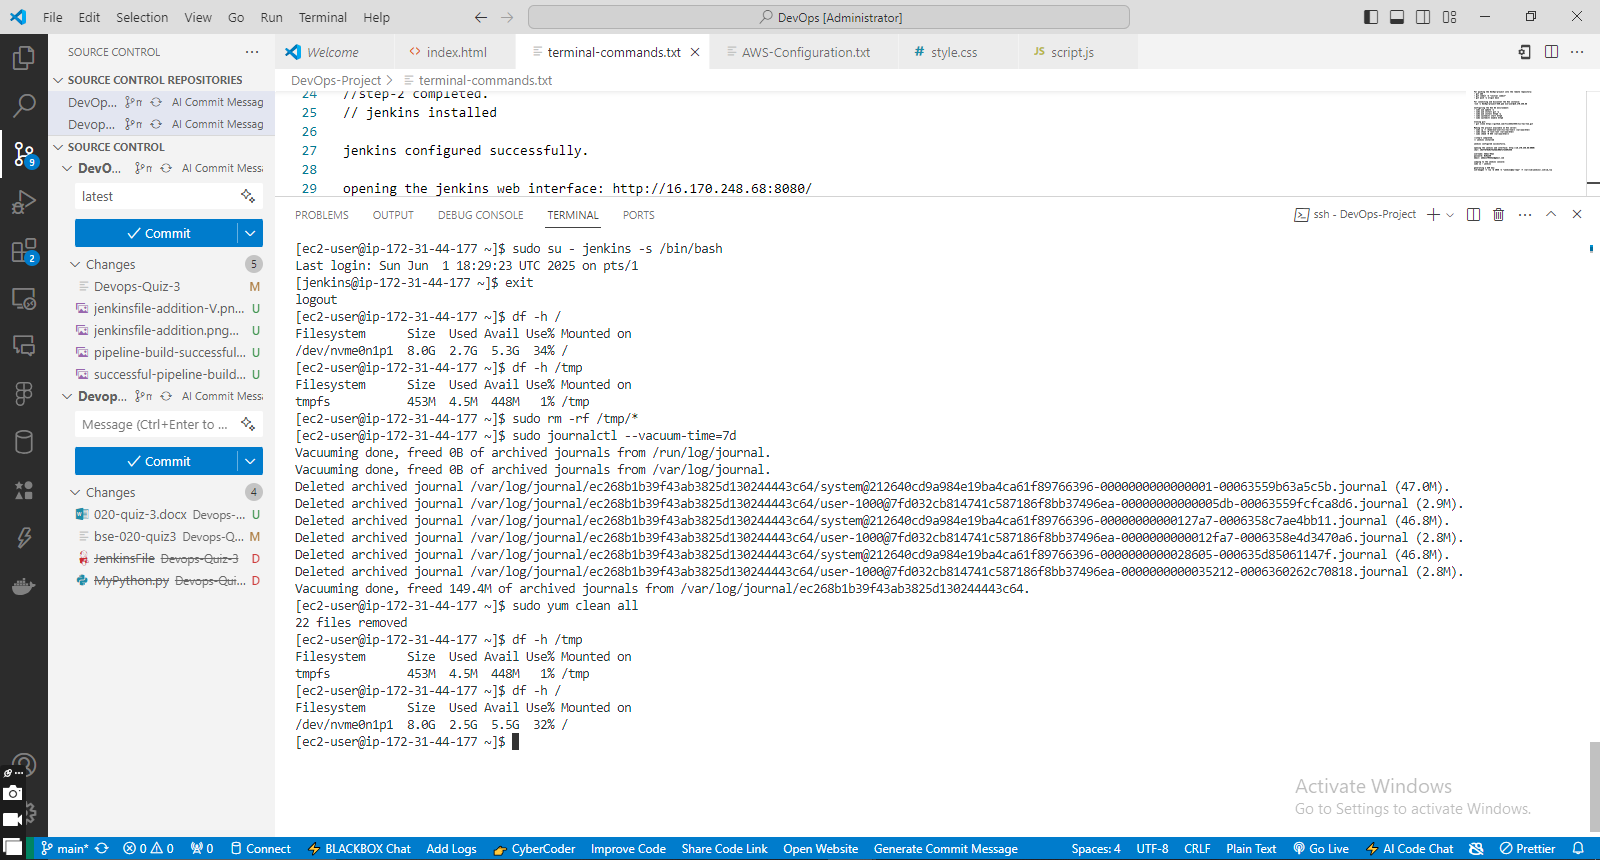 File Edit Selection View Go Run Terminal Help
DevOps [Administrator]
SOURCE CONTROL
SOURCE CONTROL REPOSITORIES
DevOp... AI Commit Messag
Devop... AI Commit Messag
SOURCE CONTROL
DevO... AI Commit Mess
latest
Commit
Changes 5
Devops-Quiz-3 M
jenkinsfile-addition-V.pn... U
jenkinsfile-addition.png... U
pipeline-build-successful... U
successful-pipeline-build... U
Devop... AI Commit Mess
Message (Ctrl+Enter to ...
Commit
Changes 4
020-quiz-3.docx Devops-... U
bse-020-quiz3 Devops-Q... M
JenkinsFile Devops-Quiz-3 D
MyPython.py Devops-Qui... D
9
2
Welcome index.html terminal-commands.txt AWS-Configuration.txt style.css JS script.js
DevOps-Project > terminal-commands.txt
24 //step-2 completed.
25 // jenkins installed
26
27 jenkins configured successfully.
28
29 opening the jenkins web interface: http://16.170.248.68:8080/
PROBLEMS OUTPUT DEBUG CONSOLE TERMINAL PORTS
ssh - DevOps-Project
[ec2-user@ip-172-31-44-177 ~]$ sudo su - jenkins -s /bin/bash
Last login: Sun Jun  1 18:29:23 UTC 2025 on pts/1
[jenkins@ip-172-31-44-177 ~]$ exit
logout
[ec2-user@ip-172-31-44-177 ~]$ df -h /
Filesystem      Size  Used Avail Use% Mounted on
/dev/nvme0n1p1  8.0G  2.7G  5.3G  34% /
[ec2-user@ip-172-31-44-177 ~]$ df -h /tmp
Filesystem      Size  Used Avail Use% Mounted on
tmpfs           453M  4.5M  448M   1% /tmp
[ec2-user@ip-172-31-44-177 ~]$ sudo rm -rf /tmp/*
[ec2-user@ip-172-31-44-177 ~]$ sudo journalctl --vacuum-time=7d
Vacuuming done, freed 0B of archived journals from /run/log/journal.
Vacuuming done, freed 0B of archived journals from /var/log/journal.
Deleted archived journal /var/log/journal/ec268b1b39f43ab3825d130244443c64/system@212640cd9a984e19ba4ca61f89766396-0000000000000001-00063559b63a5c5b.journal (47.0M).
Deleted archived journal /var/log/journal/ec268b1b39f43ab3825d130244443c64/user-1000@7fd032cb814741c587186f8bb37496ea-00000000000005db-00063559fcfca8d6.journal (2.9M).
Deleted archived journal /var/log/journal/ec268b1b39f43ab3825d130244443c64/system@212640cd9a984e19ba4ca61f89766396-00000000000127a7-0006358c7ae4bb11.journal (46.8M).
Deleted archived journal /var/log/journal/ec268b1b39f43ab3825d130244443c64/user-1000@7fd032cb814741c587186f8bb37496ea-0000000000012fa7-0006358e4d3470a6.journal (2.8M).
Deleted archived journal /var/log/journal/ec268b1b39f43ab3825d130244443c64/system@212640cd9a984e19ba4ca61f89766396-0000000000028605-000635d85061147f.journal (46.8M).
Deleted archived journal /var/log/journal/ec268b1b39f43ab3825d130244443c64/user-1000@7fd032cb814741c587186f8bb37496ea-0000000000035212-0006360262c70818.journal (2.8M).
Vacuuming done, freed 149.4M of archived journals from /var/log/journal/ec268b1b39f43ab3825d130244443c64.
[ec2-user@ip-172-31-44-177 ~]$ sudo yum clean all
22 files removed
[ec2-user@ip-172-31-44-177 ~]$ df -h /tmp
Filesystem      Size  Used Avail Use% Mounted on
tmpfs           453M  4.5M  448M   1% /tmp
[ec2-user@ip-172-31-44-177 ~]$ df -h /
Filesystem      Size  Used Avail Use% Mounted on
/dev/nvme0n1p1  8.0G  2.5G  5.5G  32% /
[ec2-user@ip-172-31-44-177 ~]$
Activate Windows
Go to Settings to activate Windows.
main* 0 0 0 Connect BLACKBOX Chat Add Logs CyberCoder Improve Code Share Code Link Open Website Generate Commit Message Spaces: 4 UTF-8 CRLF Plain Text Go Live AI Code Chat Prettier